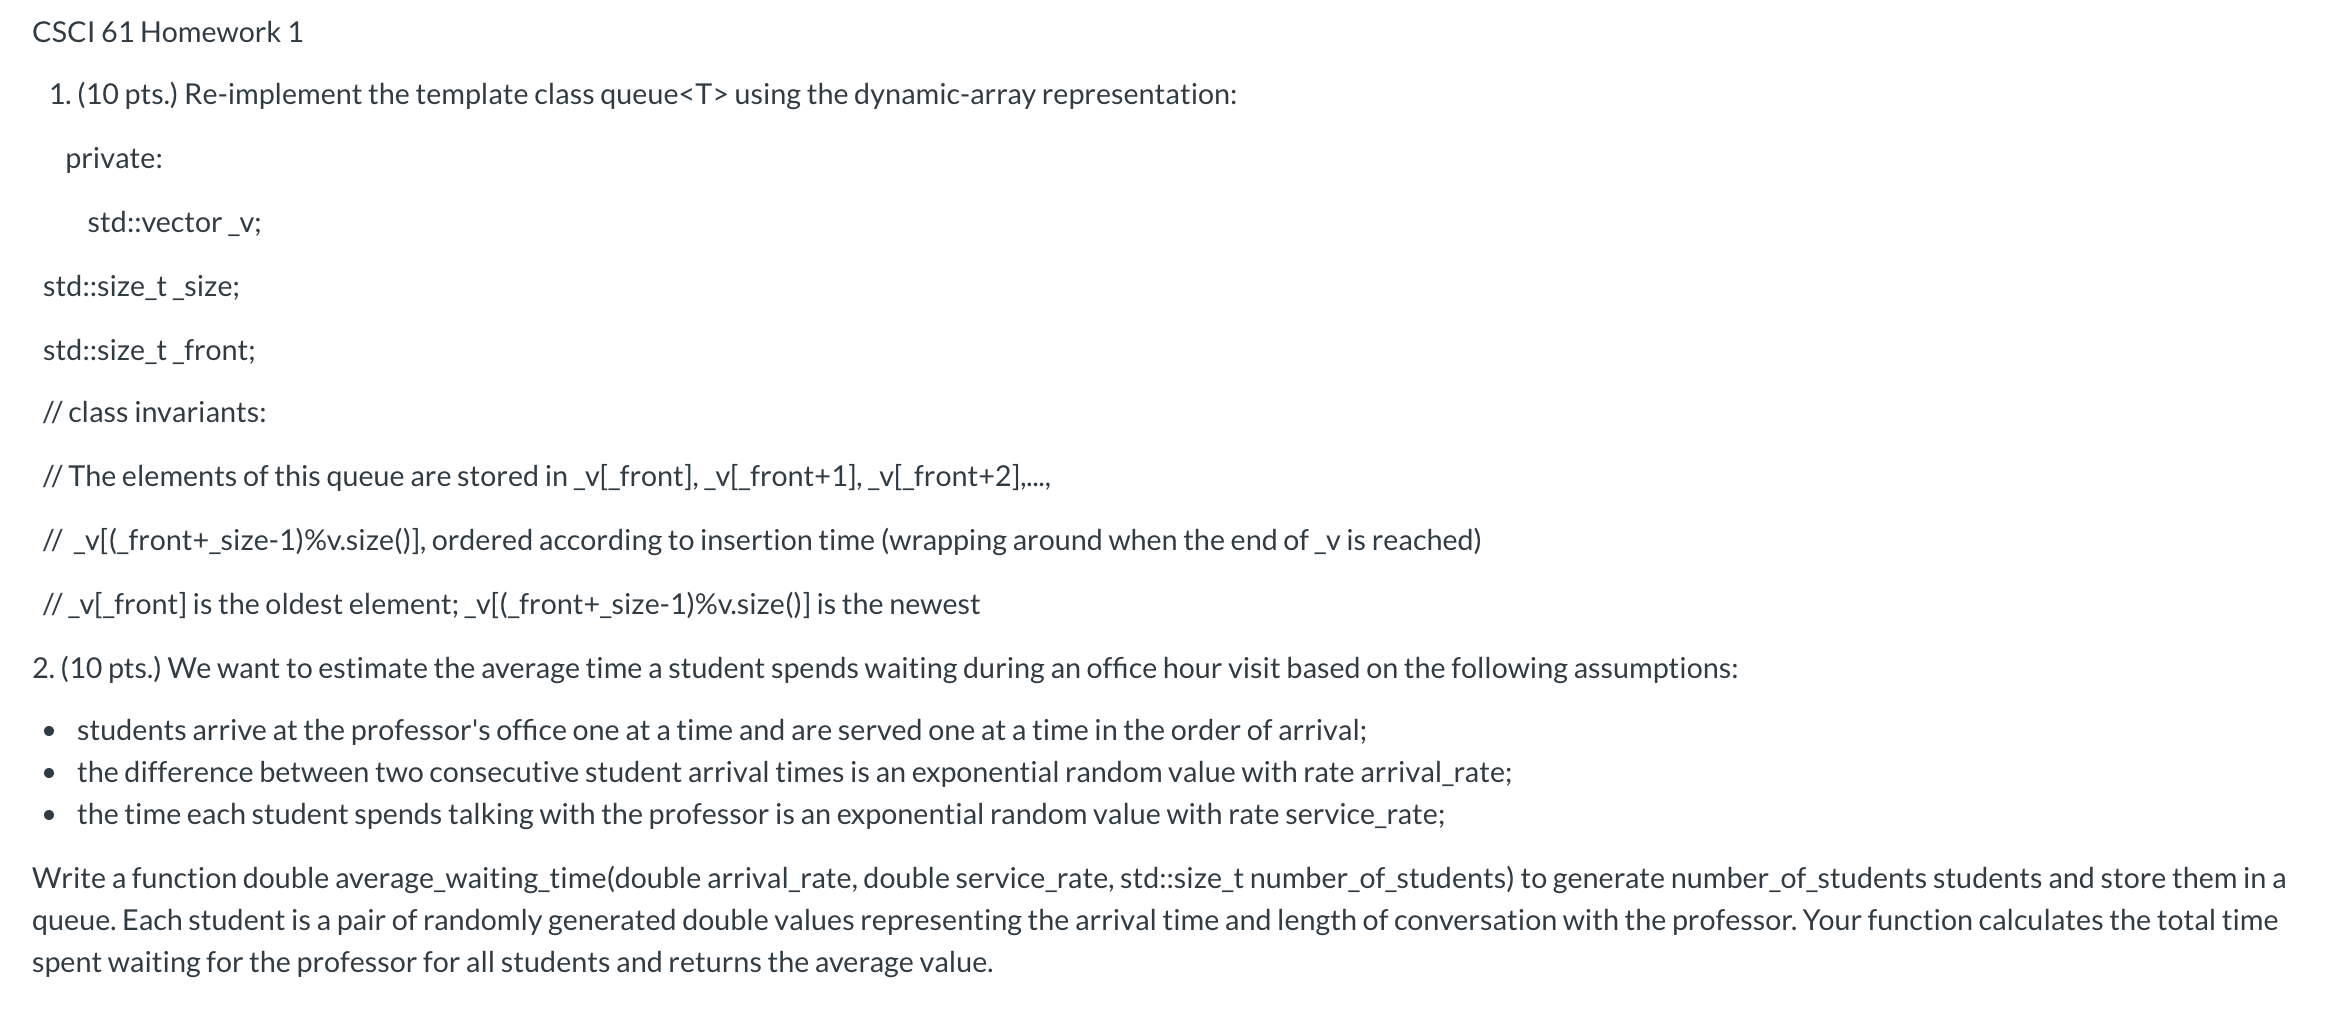 CSCI 61 Homework 1
1. (10 pts.) Re-implement the template class queue<T> using the dynamic-array representation:
private:
std::vector _v;
std::size_t _size;
std::size_t _front;
// class invariants:
// The elements of this queue are stored in _v[_front], _v[_front+1], _v[_front+2],...,
// _v[(_front+_size-1)%v.size()], ordered according to insertion time (wrapping around when the end of _v is reached)
// _v[_front] is the oldest element; _v[(_front+_size-1)%v.size()] is the newest
2. (10 pts.) We want to estimate the average time a student spends waiting during an office hour visit based on the following assumptions:
• students arrive at the professor's office one at a time and are served one at a time in the order of arrival;
• the difference between two consecutive student arrival times is an exponential random value with rate arrival_rate;
• the time each student spends talking with the professor is an exponential random value with rate service_rate;
Write a function double average_waiting_time(double arrival_rate, double service_rate, std::size_t number_of_students) to generate number_of_students students and store them in a
queue. Each student is a pair of randomly generated double values representing the arrival time and length of conversation with the professor. Your function calculates the total time
spent waiting for the professor for all students and returns the average value.